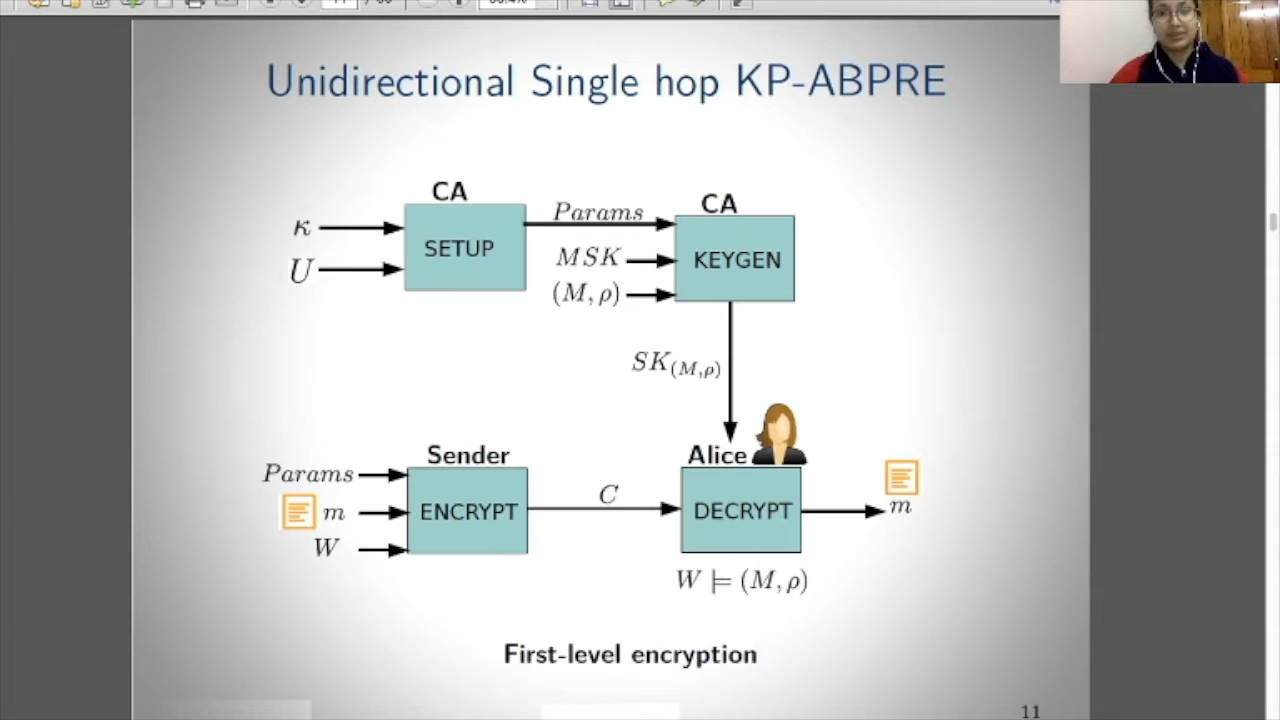 Unidirectional Single hop KP-ABPRE
CA
CA
κ
Params
SETUP
KEYGEN
U
MSK
(M, ρ)
SK(M,ρ)
Sender
Alice
Params
m
ENCRYPT
C
DECRYPT
m
W
W ⊨ (M, ρ)
First-level encryption
11